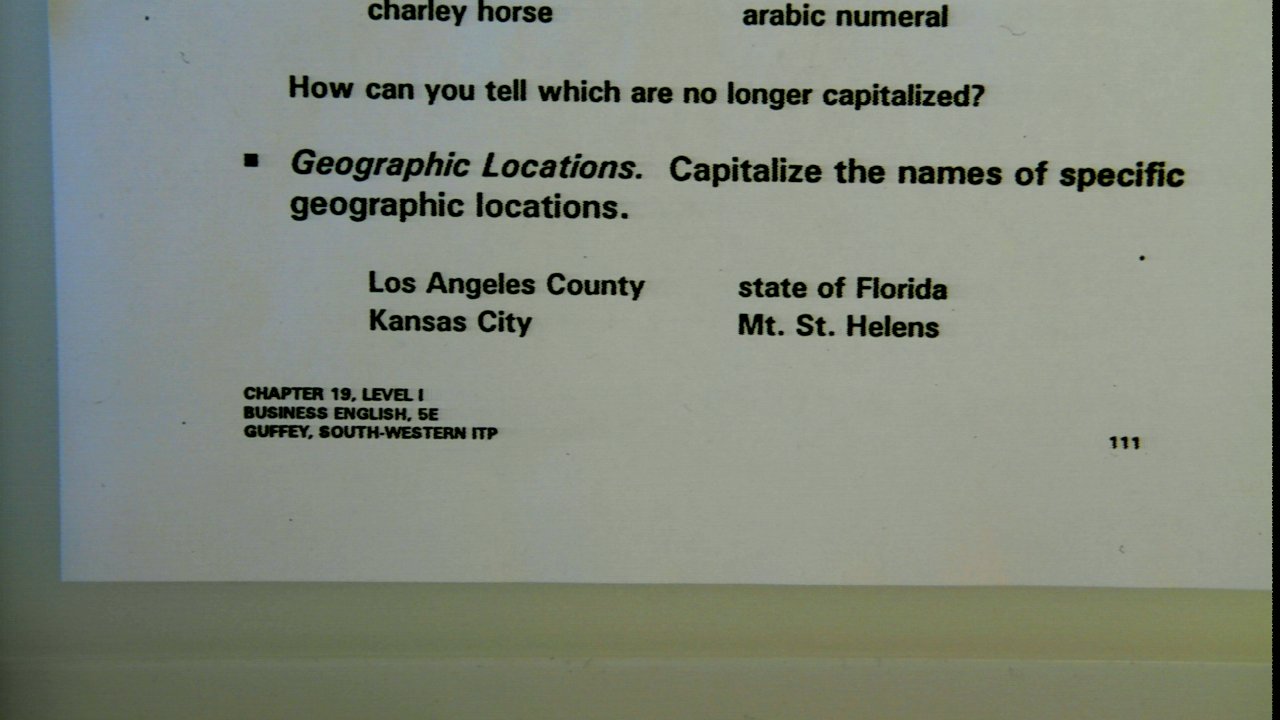 charley horse arabic numeral
How can you tell which are no longer capitalized?
■ Geographic Locations. Capitalize the names of specific
geographic locations.
Los Angeles County state of Florida
Kansas City Mt. St. Helens
CHAPTER 19, LEVEL I
BUSINESS ENGLISH, 5E
GUFFEY, SOUTH-WESTERN ITP
111